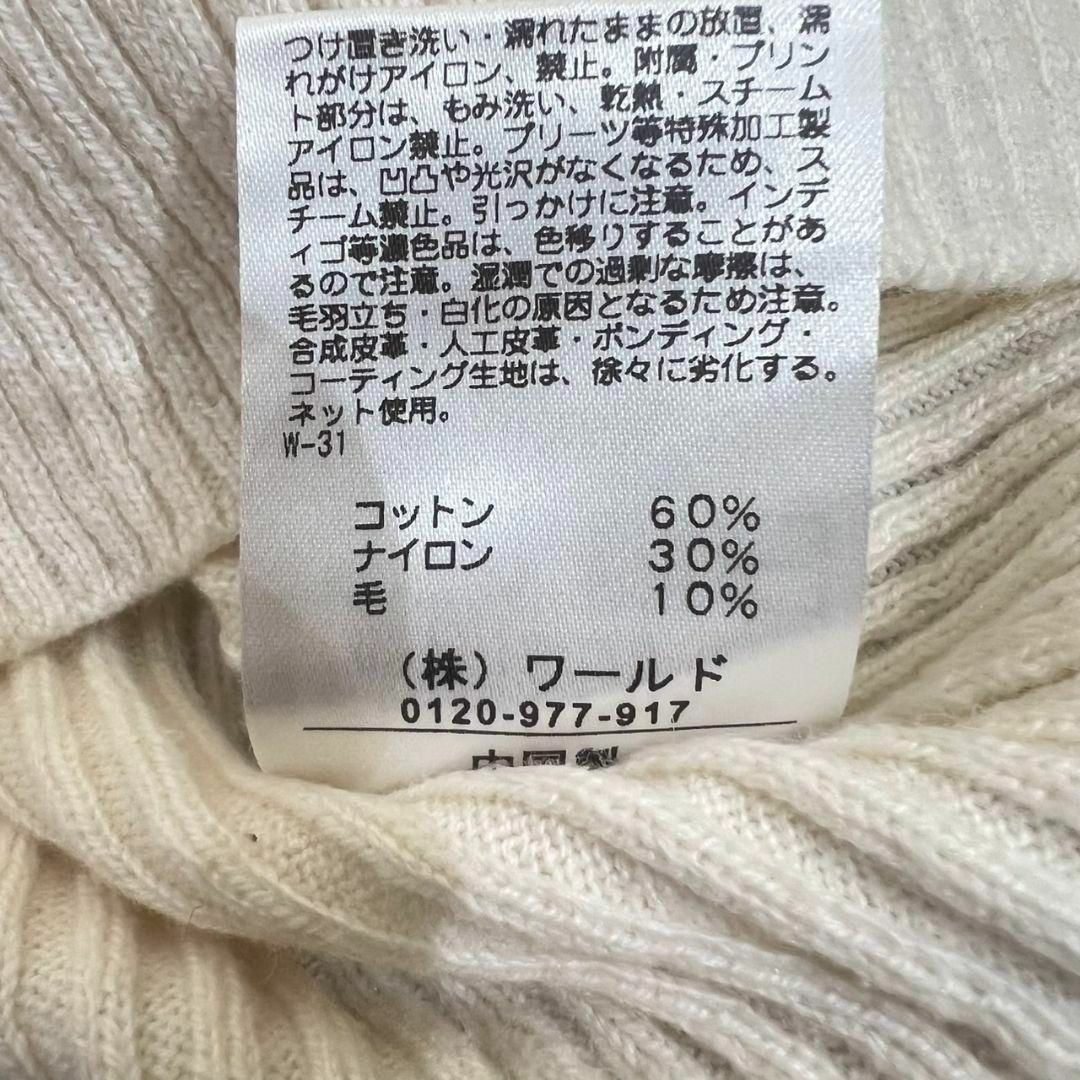 つけ置き洗い・濡れたままの放置、濡
れがけアイロン、禁止。附属・プリン
ト部分は、もみ洗い、乾熱・スチーム
アイロン禁止。プリーツ等特殊加工製
品は、凹凸や光沢がなくなるため、ス
チーム禁止。引っかけに注意。インデ
ィゴ等濃色品は、色移りすることがあ
るので注意。湿潤での過剰な摩擦は、
毛羽立ち・白化の原因となるため注意。
合成皮革・人工皮革・ボンディング・
コーティング生地は、徐々に劣化する。
ネット使用。
W-31
コットン 60%
ナイロン 30%
毛 10%
(株) ワールド
0120-977-917
中国製